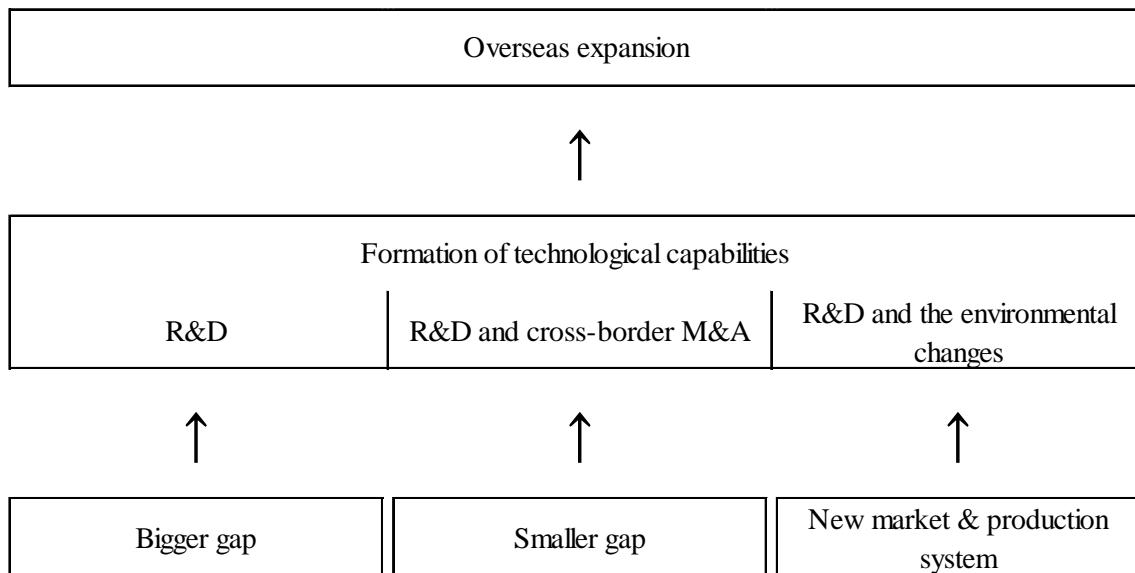 Overseas expansion
↑
Formation of technological capabilities
R&D
R&D and cross-border M&A
R&D and the environmental
changes
↑ ↑ ↑
Bigger gap
Smaller gap
New market & production
system